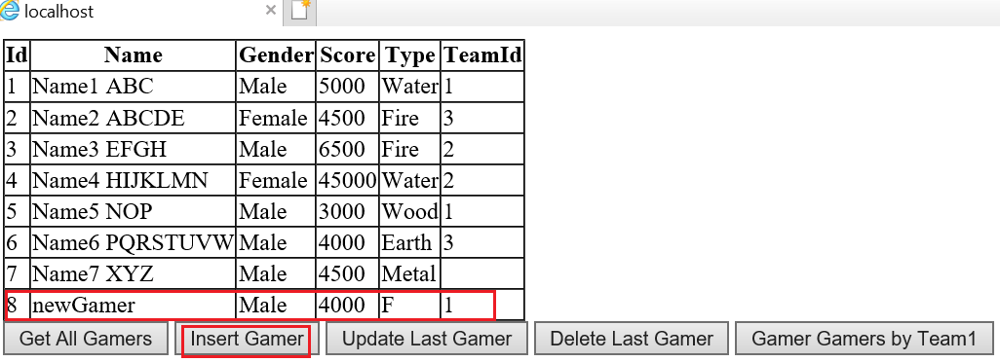 localhost
Id Name Gender Score Type TeamId
1 Name1 ABC Male 5000 Water 1
2 Name2 ABCDE Female 4500 Fire 3
3 Name3 EFGH Male 6500 Fire 2
4 Name4 HIJKLMN Female 45000 Water 2
5 Name5 NOP Male 3000 Wood 1
6 Name6 PQRSTUVW Male 4000 Earth 3
7 Name7 XYZ Male 4500 Metal
8 newGamer Male 4000 F 1
Get All Gamers Insert Gamer Update Last Gamer Delete Last Gamer Gamer Gamers by Team1